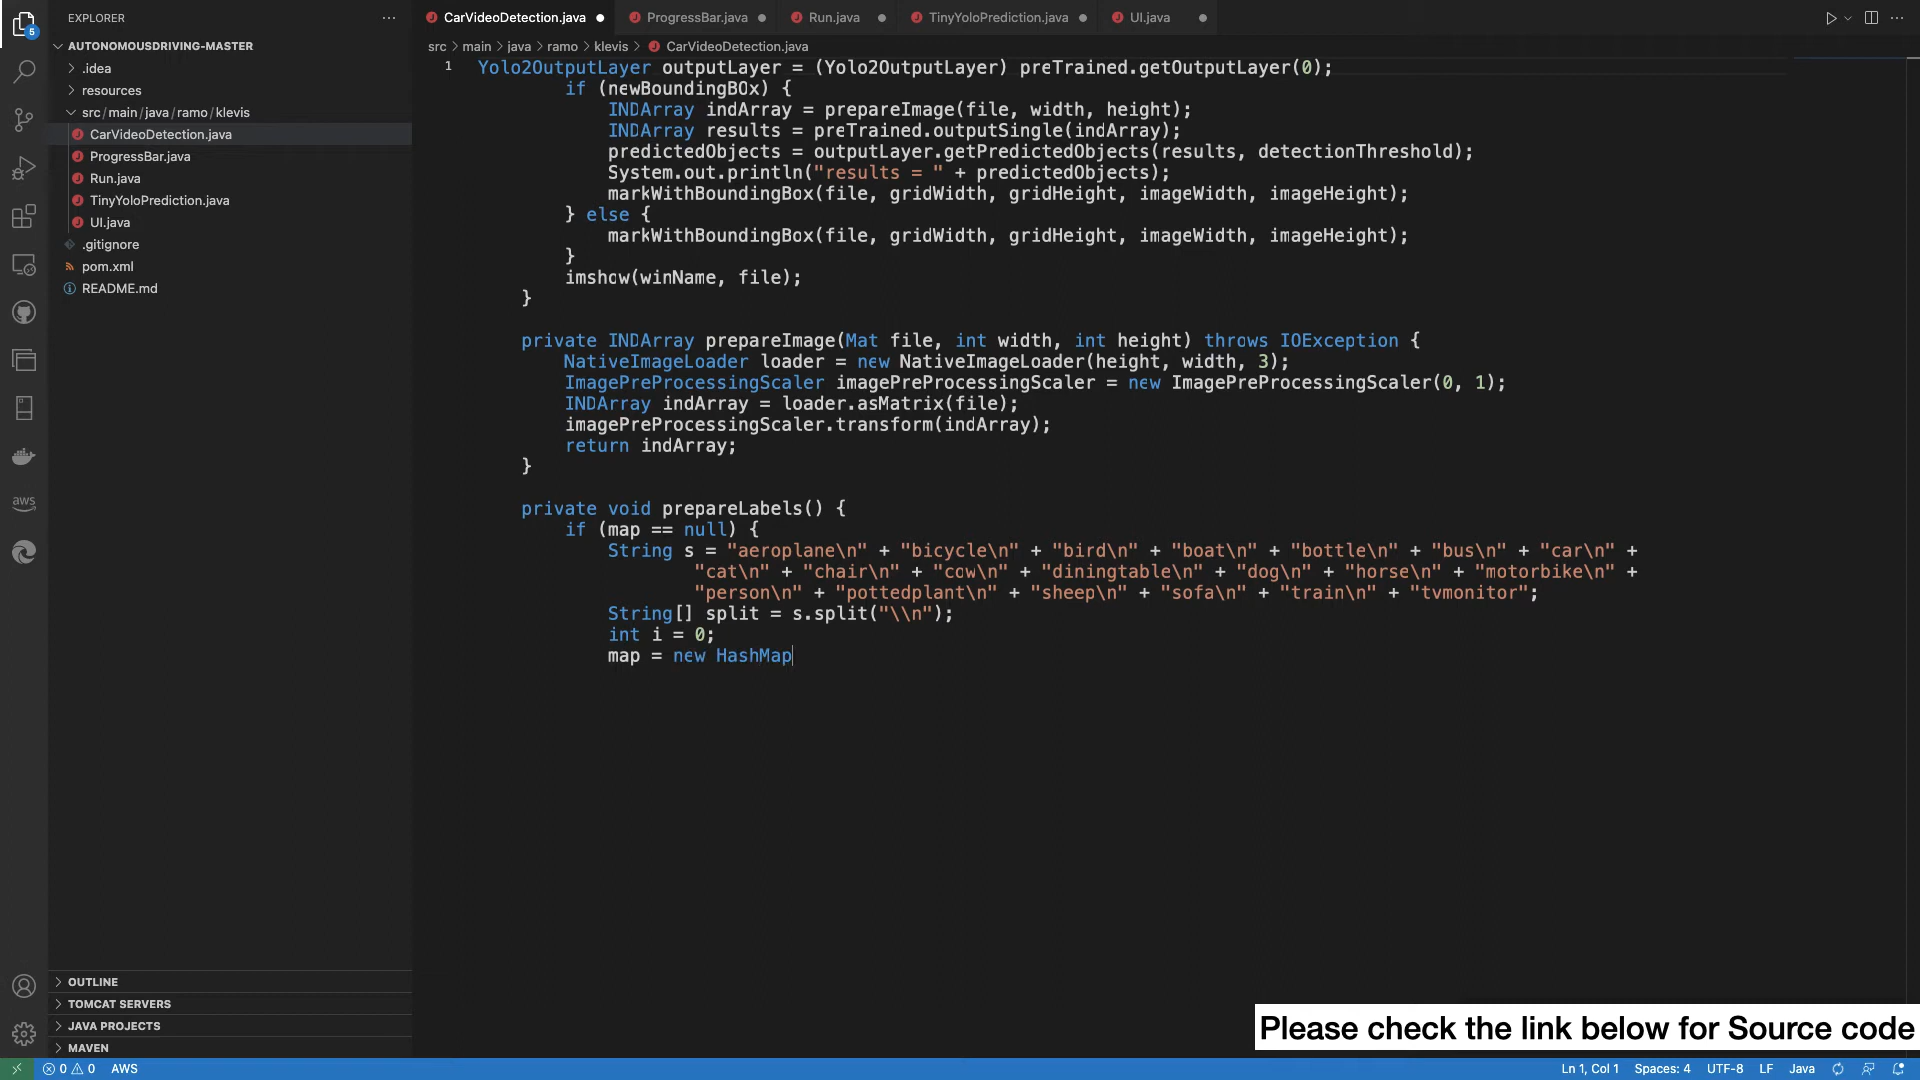 EXPLORER
AUTONOMOUSDRIVING-MASTER
.idea
resources
src/main/java/ramo/klevis
CarVideoDetection.java
ProgressBar.java
Run.java
TinyYoloPrediction.java
UI.java
.gitignore
pom.xml
README.md
OUTLINE
TOMCAT SERVERS
JAVA PROJECTS
MAVEN
5
aws
CarVideoDetection.java ProgressBar.java Run.java TinyYoloPrediction.java UI.java
src > main > java > ramo > klevis > CarVideoDetection.java
1 Yolo2OutputLayer outputLayer = (Yolo2OutputLayer) preTrained.getOutputLayer(0);
if (newBoundingBOx) {
INDArray indArray = prepareImage(file, width, height);
INDArray results = preTrained.outputSingle(indArray);
predictedObjects = outputLayer.getPredictedObjects(results, detectionThreshold);
System.out.println("results = " + predictedObjects);
markWithBoundingBox(file, gridWidth, gridHeight, imageWidth, imageHeight);
} else {
markWithBoundingBox(file, gridWidth, gridHeight, imageWidth, imageHeight);
}
imshow(winName, file);
}
private INDArray prepareImage(Mat file, int width, int height) throws IOException {
NativeImageLoader loader = new NativeImageLoader(height, width, 3);
ImagePreProcessingScaler imagePreProcessingScaler = new ImagePreProcessingScaler(0, 1);
INDArray indArray = loader.asMatrix(file);
imagePreProcessingScaler.transform(indArray);
return indArray;
}
private void prepareLabels() {
if (map == null) {
String s = "aeroplane\n" + "bicycle\n" + "bird\n" + "boat\n" + "bottle\n" + "bus\n" + "car\n" +
"cat\n" + "chair\n" + "cow\n" + "diningtable\n" + "dog\n" + "horse\n" + "motorbike\n" +
"person\n" + "pottedplant\n" + "sheep\n" + "sofa\n" + "train\n" + "tvmonitor";
String[] split = s.split("\\n");
int i = 0;
map = new HashMap
Please check the link below for Source code
0 0 AWS
Ln 1, Col 1 Spaces: 4 UTF-8 LF Java